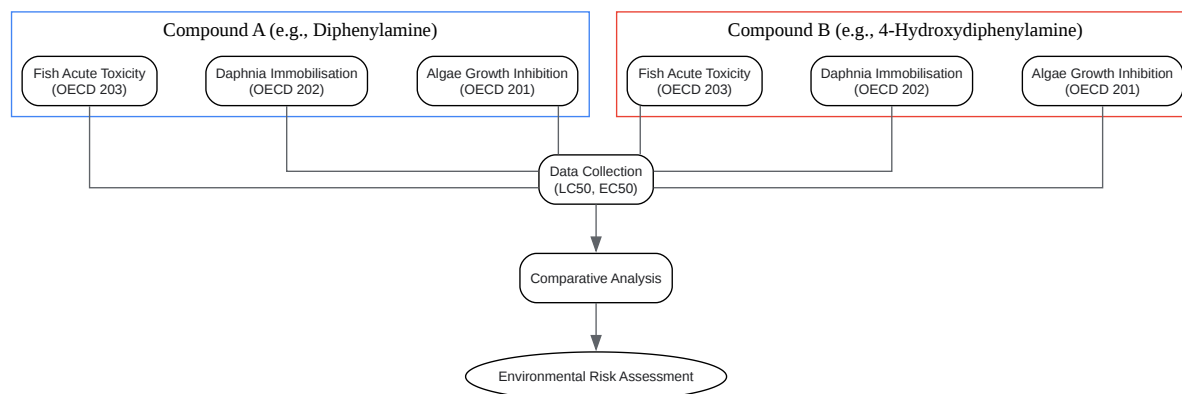 Compound A (e.g., Diphenylamine)
Fish Acute Toxicity
(OECD 203)
Daphnia Immobilisation
(OECD 202)
Algae Growth Inhibition
(OECD 201)
Compound B (e.g., 4-Hydroxydiphenylamine)
Fish Acute Toxicity
(OECD 203)
Daphnia Immobilisation
(OECD 202)
Algae Growth Inhibition
(OECD 201)
Data Collection
(LC50, EC50)
Comparative Analysis
Environmental Risk Assessment